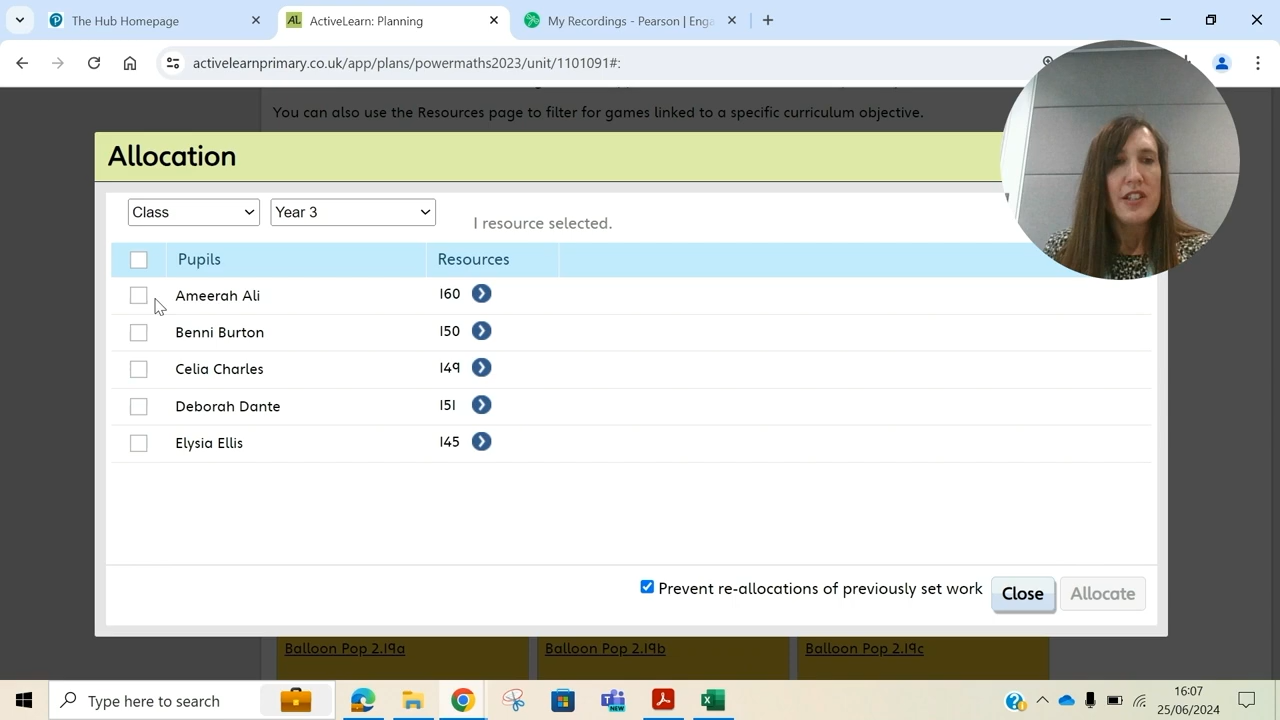 The Hub Homepage
AL ActiveLearn: Planning
My Recordings - Pearson | Enga
activelearnprimary.co.uk/app/plans/powermaths2023/unit/1101091#:
You can also use the Resources page to filter for games linked to a specific curriculum objective.
Allocation
Class Year 3 1 resource selected.
Pupils Resources
Ameerah Ali 160
Benni Burton 150
Celia Charles 149
Deborah Dante 151
Elysia Ellis 145
Prevent re-allocations of previously set work Close Allocate
Balloon Pop 2.19a Balloon Pop 2.19b Balloon Pop 2.19c
Type here to search
NEW
16:07
25/06/2024